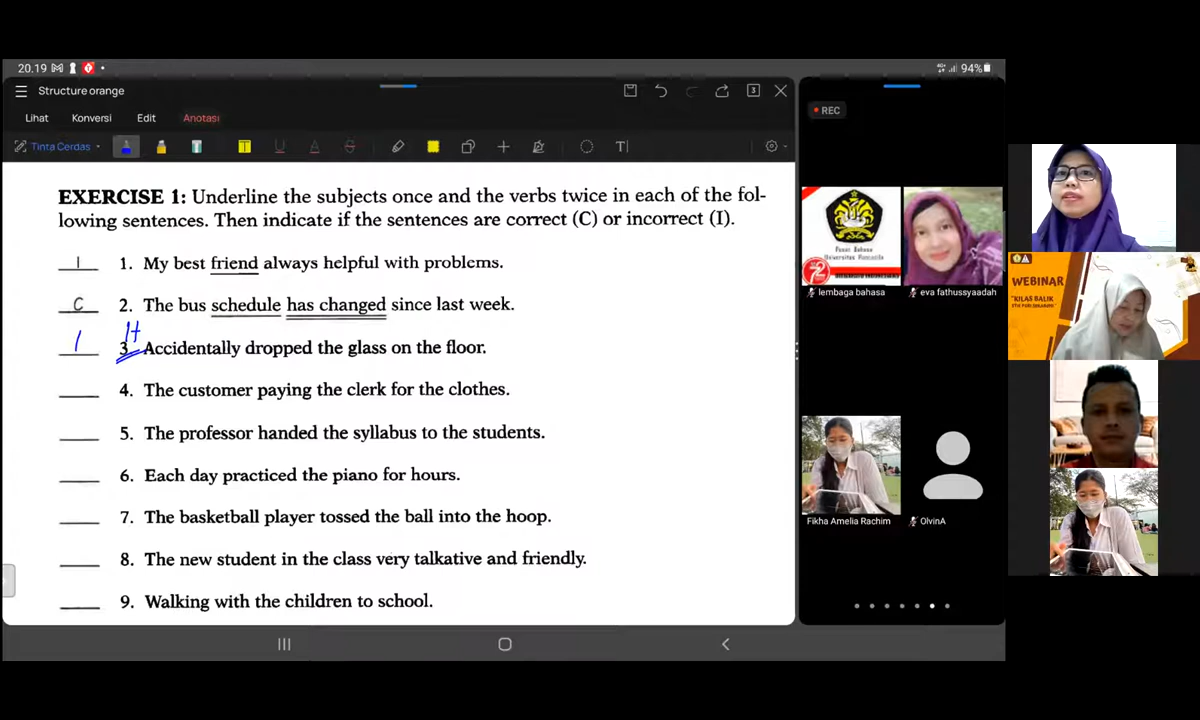 20.19
94%
Structure orange
3
Lihat Konversi Edit Anotasi
Tinta Cerdas
EXERCISE 1: Underline the subjects once and the verbs twice in each of the fol-
lowing sentences. Then indicate if the sentences are correct (C) or incorrect (I).
I 1. My best friend always helpful with problems.
C 2. The bus schedule has changed since last week.
I 3. Accidentally dropped the glass on the floor.
4. The customer paying the clerk for the clothes.
5. The professor handed the syllabus to the students.
6. Each day practiced the piano for hours.
7. The basketball player tossed the ball into the hoop.
8. The new student in the class very talkative and friendly.
9. Walking with the children to school.
REC
72
lembaga bahasa
eva fathussyaadah
Fikha Amelia Rachim
OlvinA
WEBINAR
"KILAS BALIK